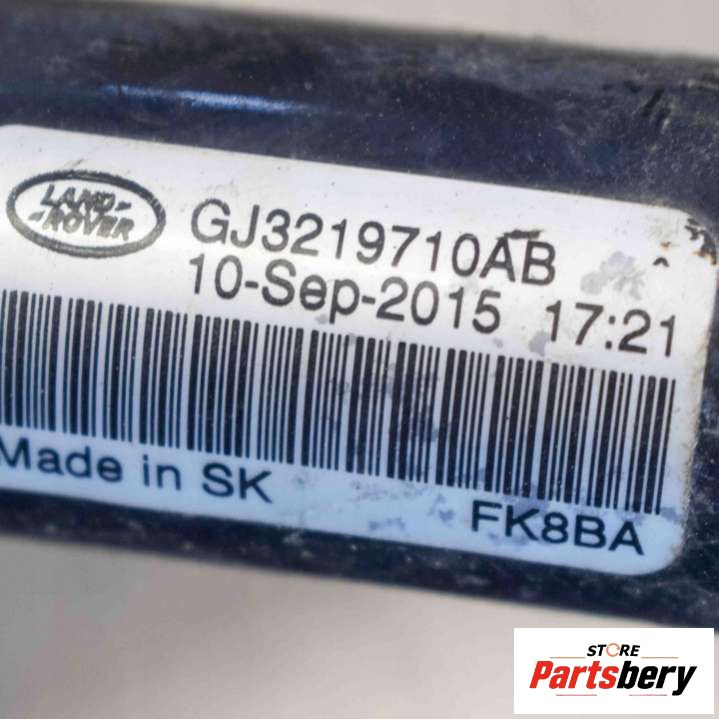 LAND
ROVER
GJ3219710AB
10-Sep-2015 17:21
Made in SK
FK8BA
STORE
Partsbery